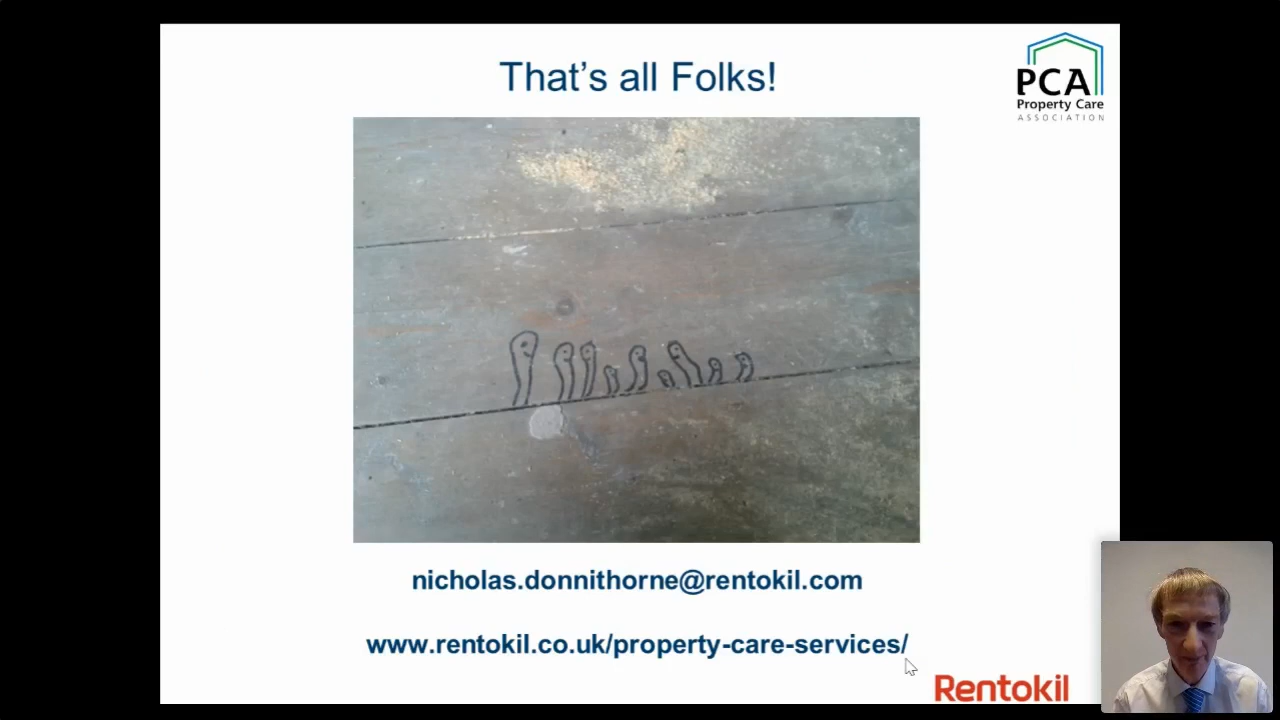 That's all Folks!
PCA
Property Care
ASSOCIATION
nicholas.donnithorne@rentokil.com
www.rentokil.co.uk/property-care-services/
Rentokil